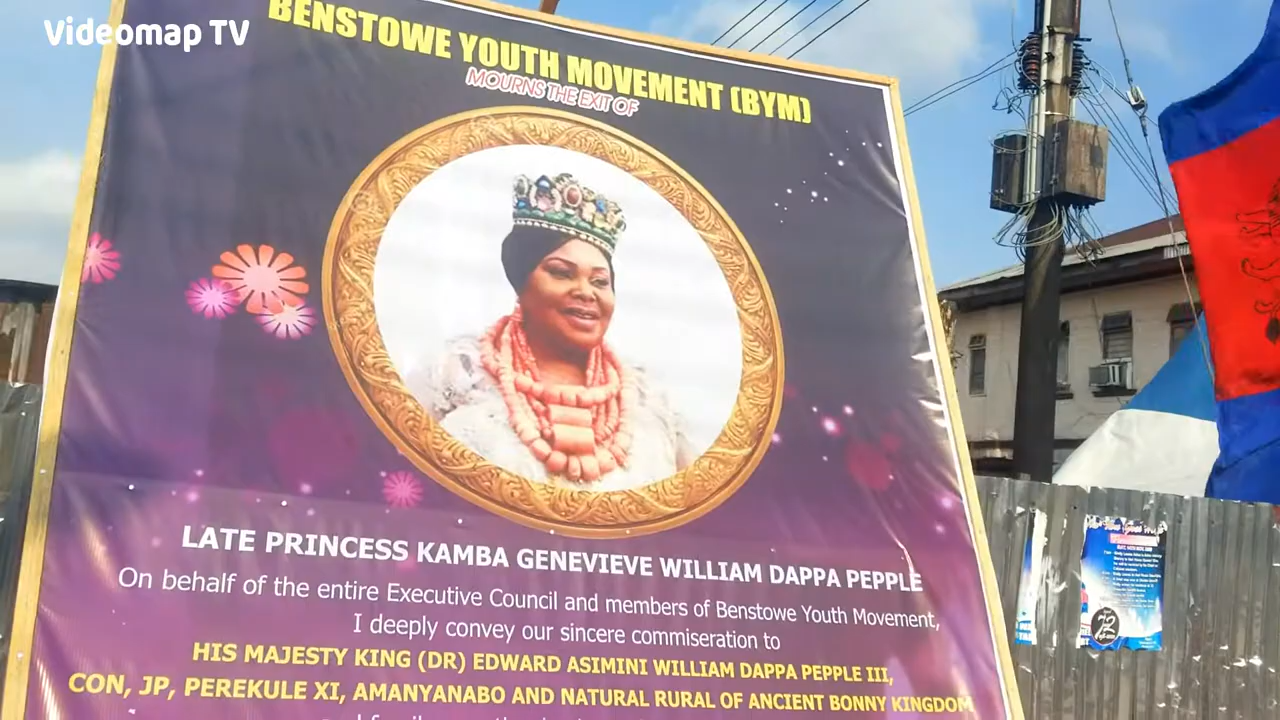 Videomap TV
BENSTOWE YOUTH MOVEMENT (BYM)
MOURNS THE EXIT OF
LATE PRINCESS KAMBA GENEVIEVE WILLIAM DAPPA PEPPLE
On behalf of the entire Executive Council and members of Benstowe Youth Movement,
I deeply convey our sincere commiseration to
HIS MAJESTY KING (DR) EDWARD ASIMINI WILLIAM DAPPA PEPPLE III,
CON, JP, PEREKULE XI, AMANYANABO AND NATURAL RURAL OF ANCIENT BONNY KINGDOM